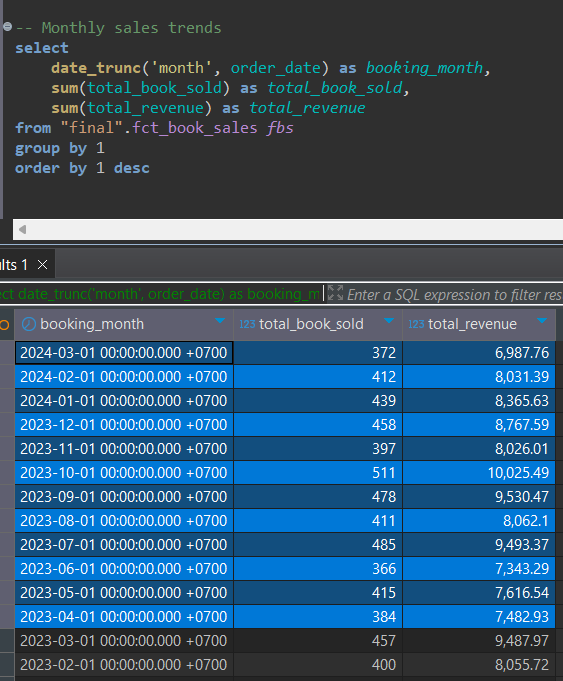 -- Monthly sales trends
select
date_trunc('month', order_date) as booking_month,
sum(total_book_sold) as total_book_sold,
sum(total_revenue) as total_revenue
from "final".fct_book_sales fbs
group by 1
order by 1 desc
ults 1
ect date_trunc('month', order_date) as booking_m Enter a SQL expression to filter res
booking_month 123 total_book_sold 123 total_revenue
2024-03-01 00:00:00.000 +0700 372 6,987.76
2024-02-01 00:00:00.000 +0700 412 8,031.39
2024-01-01 00:00:00.000 +0700 439 8,365.63
2023-12-01 00:00:00.000 +0700 458 8,767.59
2023-11-01 00:00:00.000 +0700 397 8,026.01
2023-10-01 00:00:00.000 +0700 511 10,025.49
2023-09-01 00:00:00.000 +0700 478 9,530.47
2023-08-01 00:00:00.000 +0700 411 8,062.1
2023-07-01 00:00:00.000 +0700 485 9,493.37
2023-06-01 00:00:00.000 +0700 366 7,343.29
2023-05-01 00:00:00.000 +0700 415 7,616.54
2023-04-01 00:00:00.000 +0700 384 7,482.93
2023-03-01 00:00:00.000 +0700 457 9,487.97
2023-02-01 00:00:00.000 +0700 400 8,055.72